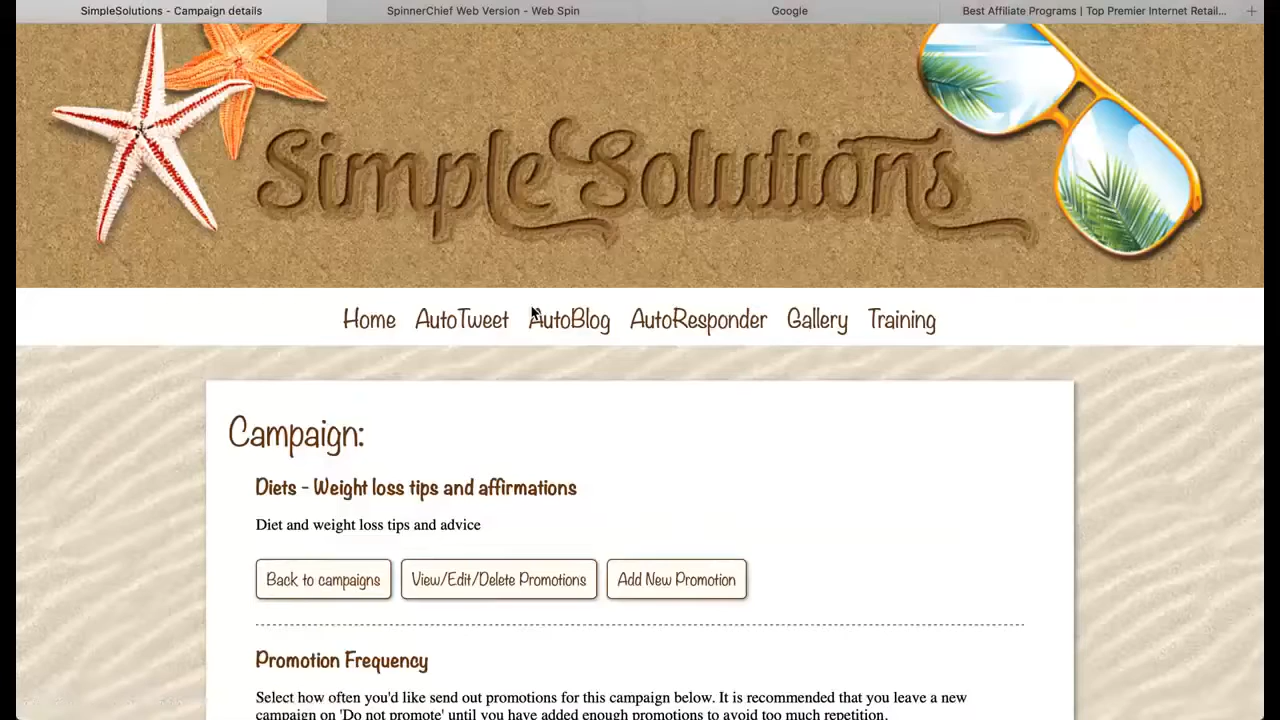 SimpleSolutions - Campaign details SpinnerChief Web Version - Web Spin Google Best Affiliate Programs | Top Premier Internet Retail...
SimpleSolutions
Home AutoTweet AutoBlog AutoResponder Gallery Training
Campaign:
Diets - Weight loss tips and affirmations
Diet and weight loss tips and advice
Back to campaigns View/Edit/Delete Promotions Add New Promotion
Promotion Frequency
Select how often you'd like send out promotions for this campaign below. It is recommended that you leave a new
campaign on 'Do not promote' until you have added enough promotions to avoid too much repetition.